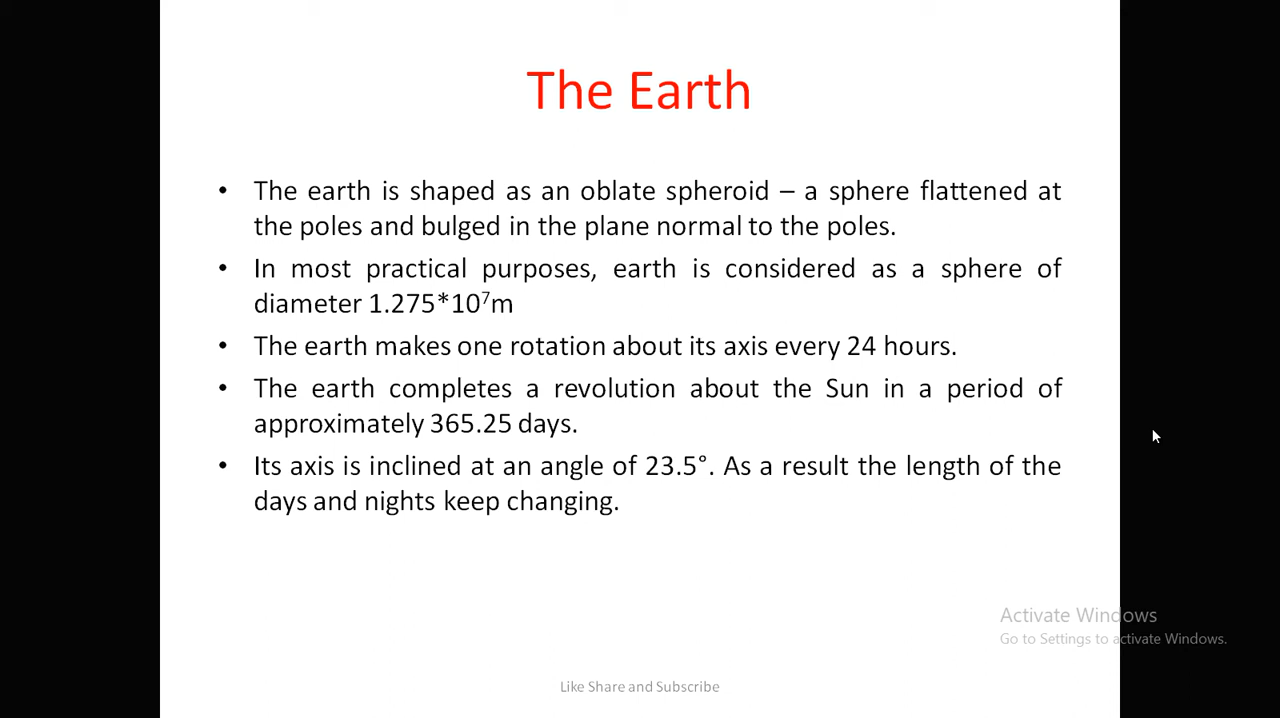 The Earth
• The earth is shaped as an oblate spheroid – a sphere flattened at
the poles and bulged in the plane normal to the poles.
• In most practical purposes, earth is considered as a sphere of
diameter 1.275*10⁷m
• The earth makes one rotation about its axis every 24 hours.
• The earth completes a revolution about the Sun in a period of
approximately 365.25 days.
• Its axis is inclined at an angle of 23.5°. As a result the length of the
days and nights keep changing.
Activate Windows
Go to Settings to activate Windows.
Like Share and Subscribe